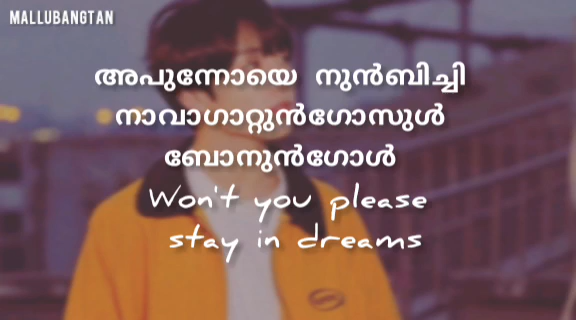 MALLUBANGTAN
അപുന്നോയെ നുൻബിച്ചി
നാവാഗാറ്റുൻഗോസുൾ
ബോനുൻഗോൾ
Won't you please
stay in dreams